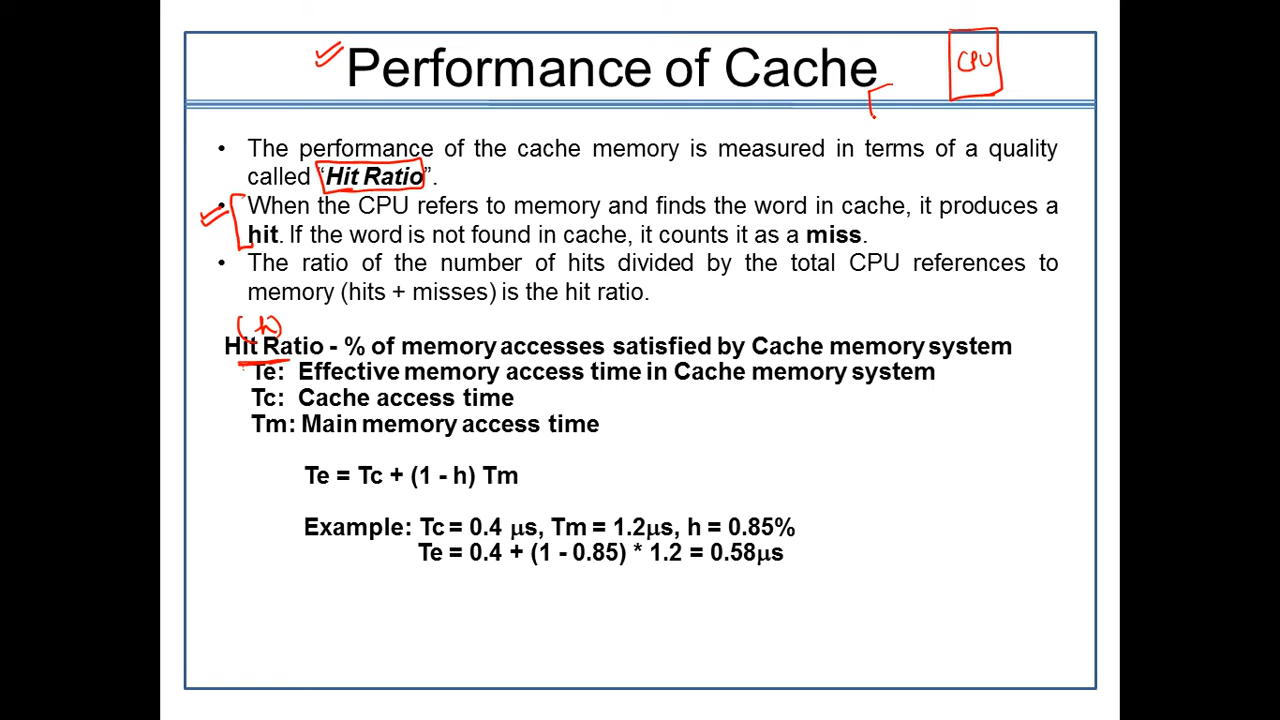 Performance of Cache
CPU
• The performance of the cache memory is measured in terms of a quality
called “Hit Ratio”.
• When the CPU refers to memory and finds the word in cache, it produces a
hit. If the word is not found in cache, it counts it as a miss.
• The ratio of the number of hits divided by the total CPU references to
memory (hits + misses) is the hit ratio.
(h)
Hit Ratio - % of memory accesses satisfied by Cache memory system
Te: Effective memory access time in Cache memory system
Tc: Cache access time
Tm: Main memory access time
Te = Tc + (1 - h) Tm
Example: Tc = 0.4 μs, Tm = 1.2μs, h = 0.85%
Te = 0.4 + (1 - 0.85) * 1.2 = 0.58μs